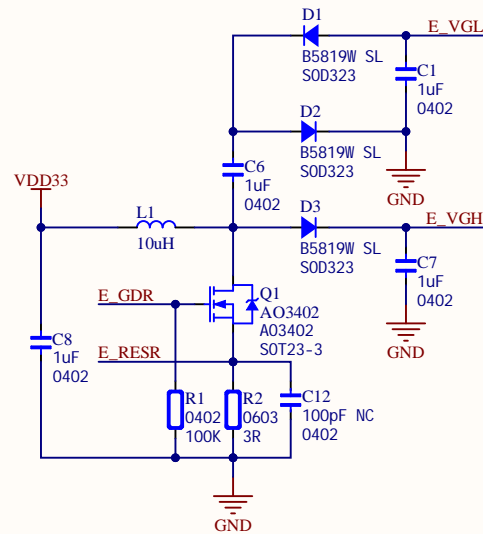 D1
E_VGL
B5819W SL
SOD323
C1
1uF
0402
D2
B5819W SL
SOD323
GND
C6
1uF
0402
VDD33
L1
10uH
D3
E_VGH
B5819W SL
SOD323
C7
1uF
0402
GND
E_GDR
Q1
AO3402
AO3402
SOT23-3
C8
1uF
0402
E_RESR
R1
0402
100K
R2
0603
3R
C12
100pF NC
0402
GND